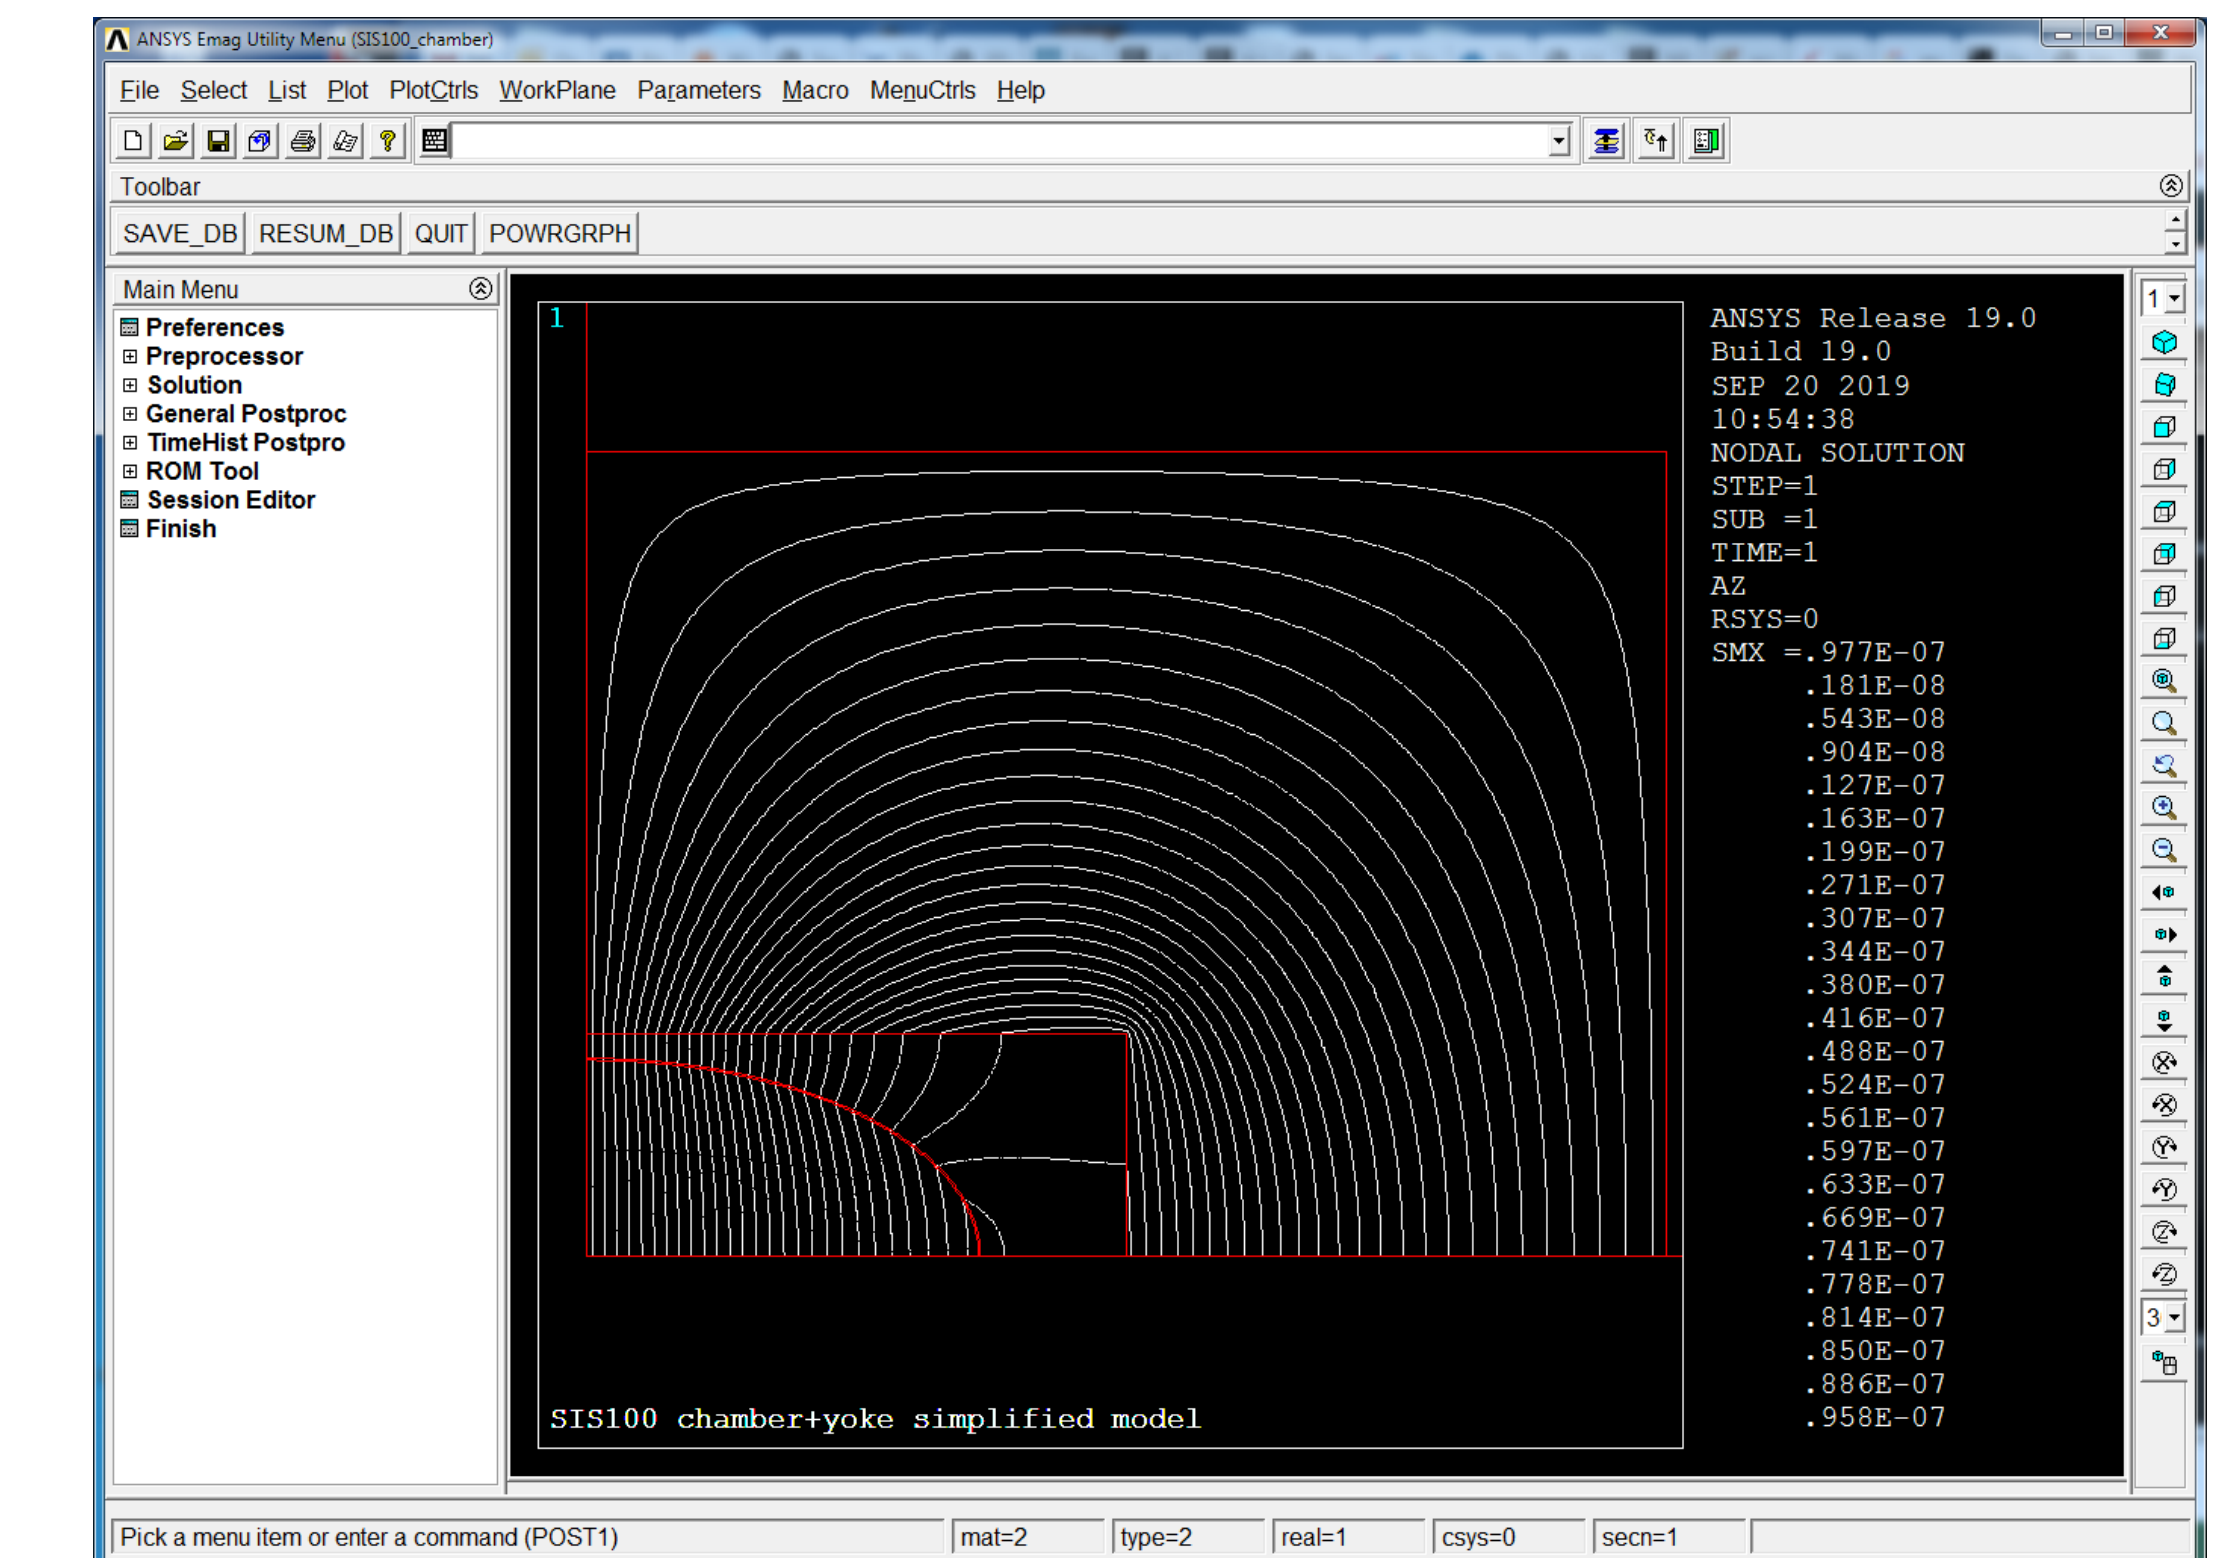 ANSYS Emag Utility Menu (SIS100_chamber)
File Select List Plot PlotCtrls WorkPlane Parameters Macro MenuCtrls Help
Toolbar
SAVE_DB RESUM_DB QUIT POWRGRPH
Main Menu
Preferences
Preprocessor
Solution
General Postproc
TimeHist Postpro
ROM Tool
Session Editor
Finish
1
ANSYS Release 19.0
Build 19.0
SEP 20 2019
10:54:38
NODAL SOLUTION
STEP=1
SUB =1
TIME=1
AZ
RSYS=0
SMX =.977E-07
.181E-08
.543E-08
.904E-08
.127E-07
.163E-07
.199E-07
.271E-07
.307E-07
.344E-07
.380E-07
.416E-07
.488E-07
.524E-07
.561E-07
.597E-07
.633E-07
.669E-07
.741E-07
.778E-07
.814E-07
.850E-07
.886E-07
.958E-07
SIS100 chamber+yoke simplified model
1
3
Pick a menu item or enter a command (POST1) mat=2 type=2 real=1 csys=0 secn=1